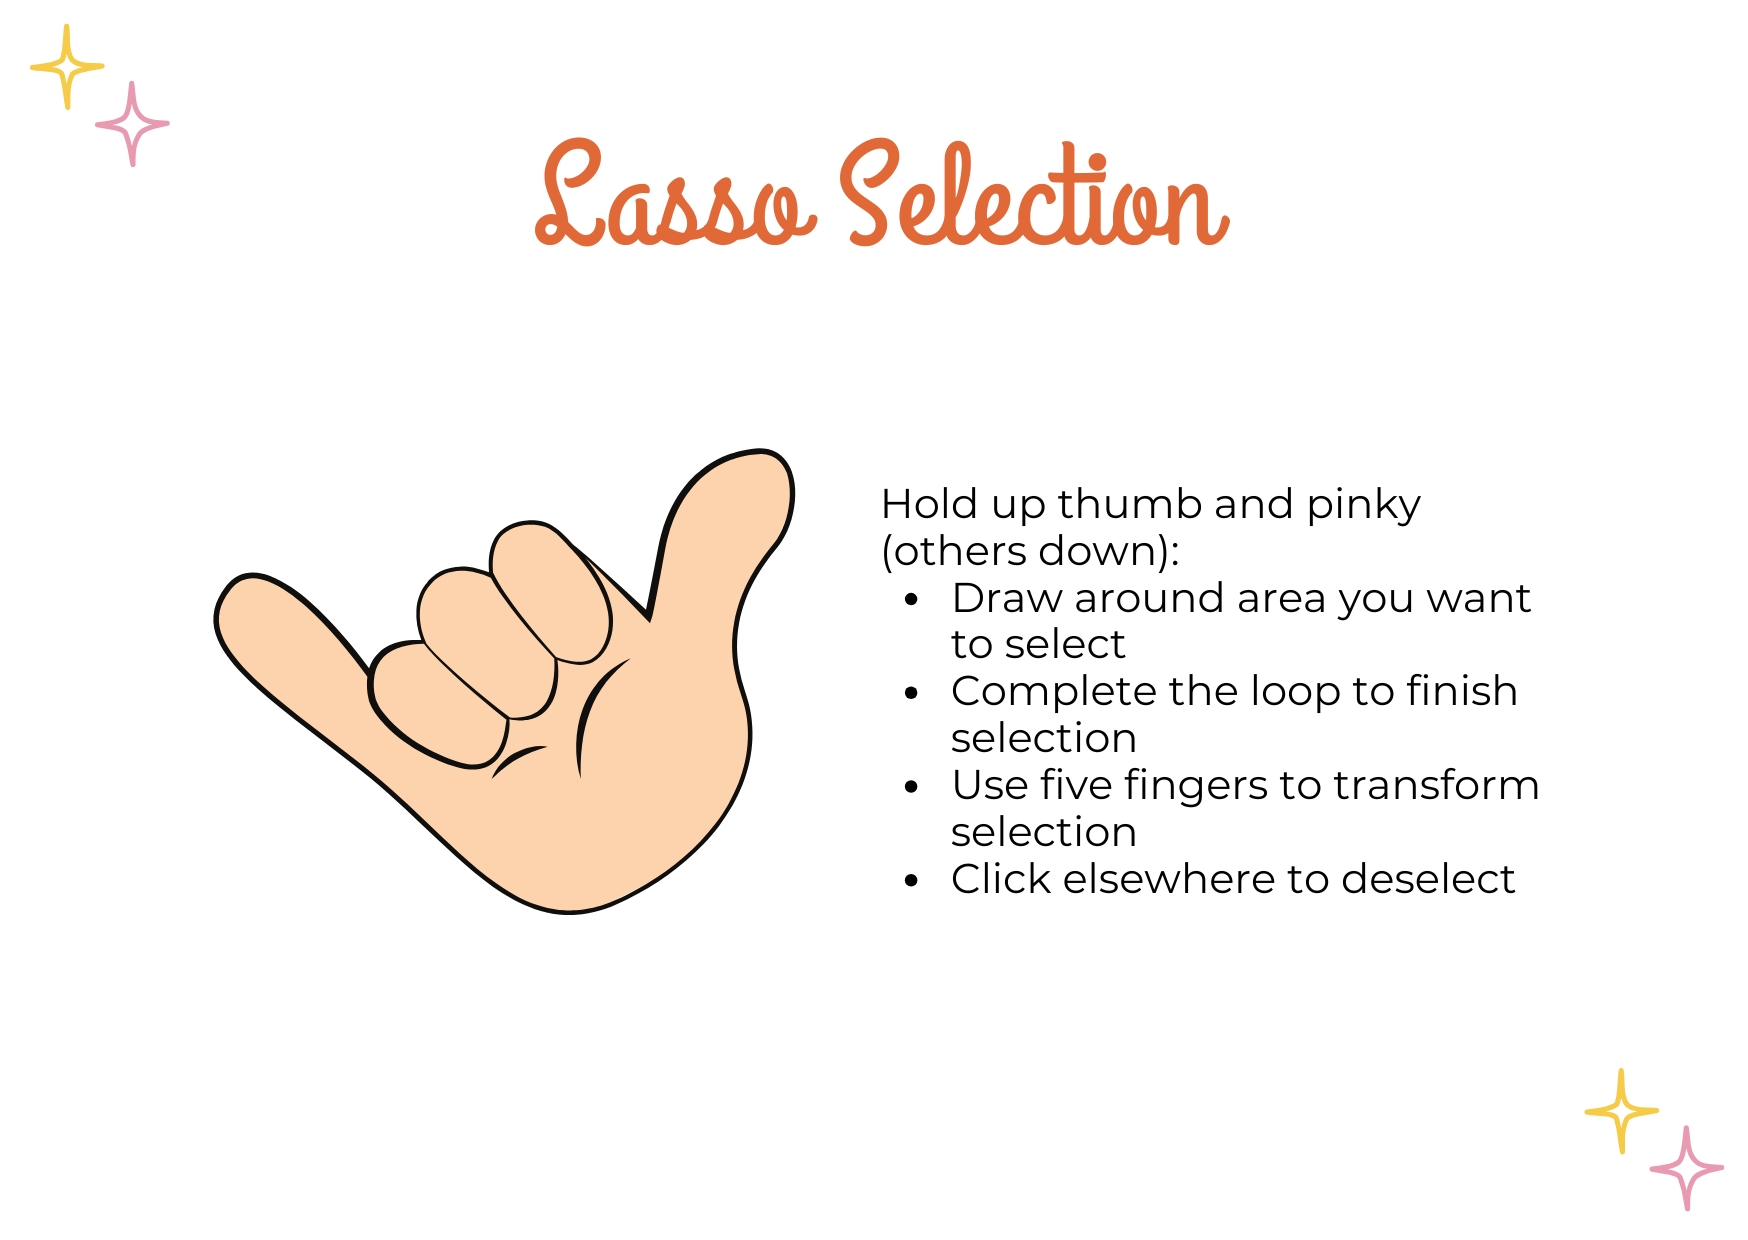 Lasso Selection
Hold up thumb and pinky
(others down):
• Draw around area you want
to select
• Complete the loop to finish
selection
• Use five fingers to transform
selection
• Click elsewhere to deselect